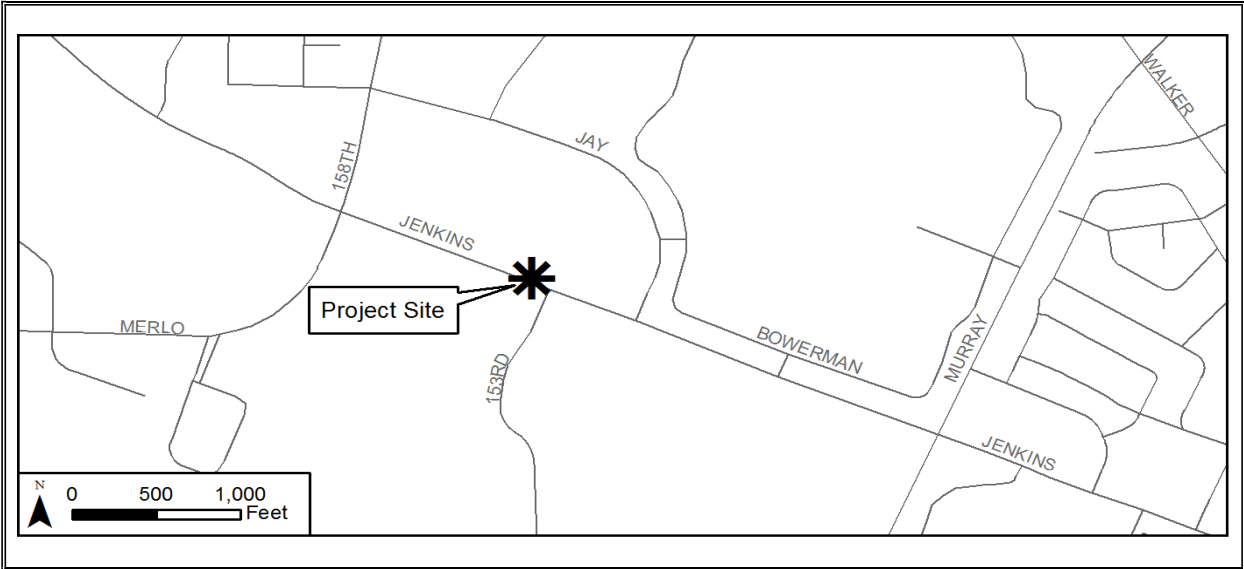 WALKER
JAY
158TH
JENKINS
Project Site
MERLO
BOWERMAN
MURRAY
153RD
JENKINS
N
0 500 1,000
Feet